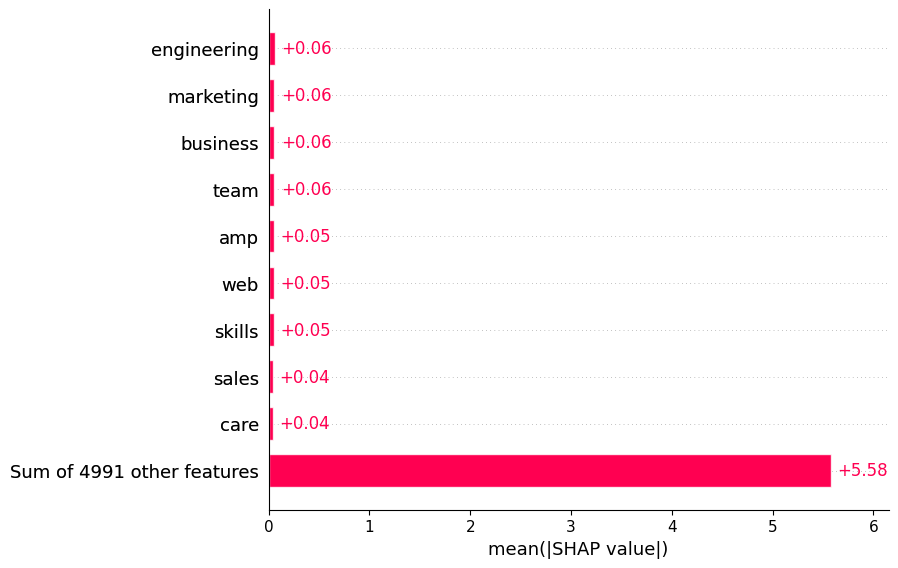 engineering +0.06
marketing +0.06
business +0.06
team +0.06
amp +0.05
web +0.05
skills +0.05
sales +0.04
care +0.04
Sum of 4991 other features +5.58
0 1 2 3 4 5 6
mean(|SHAP value|)